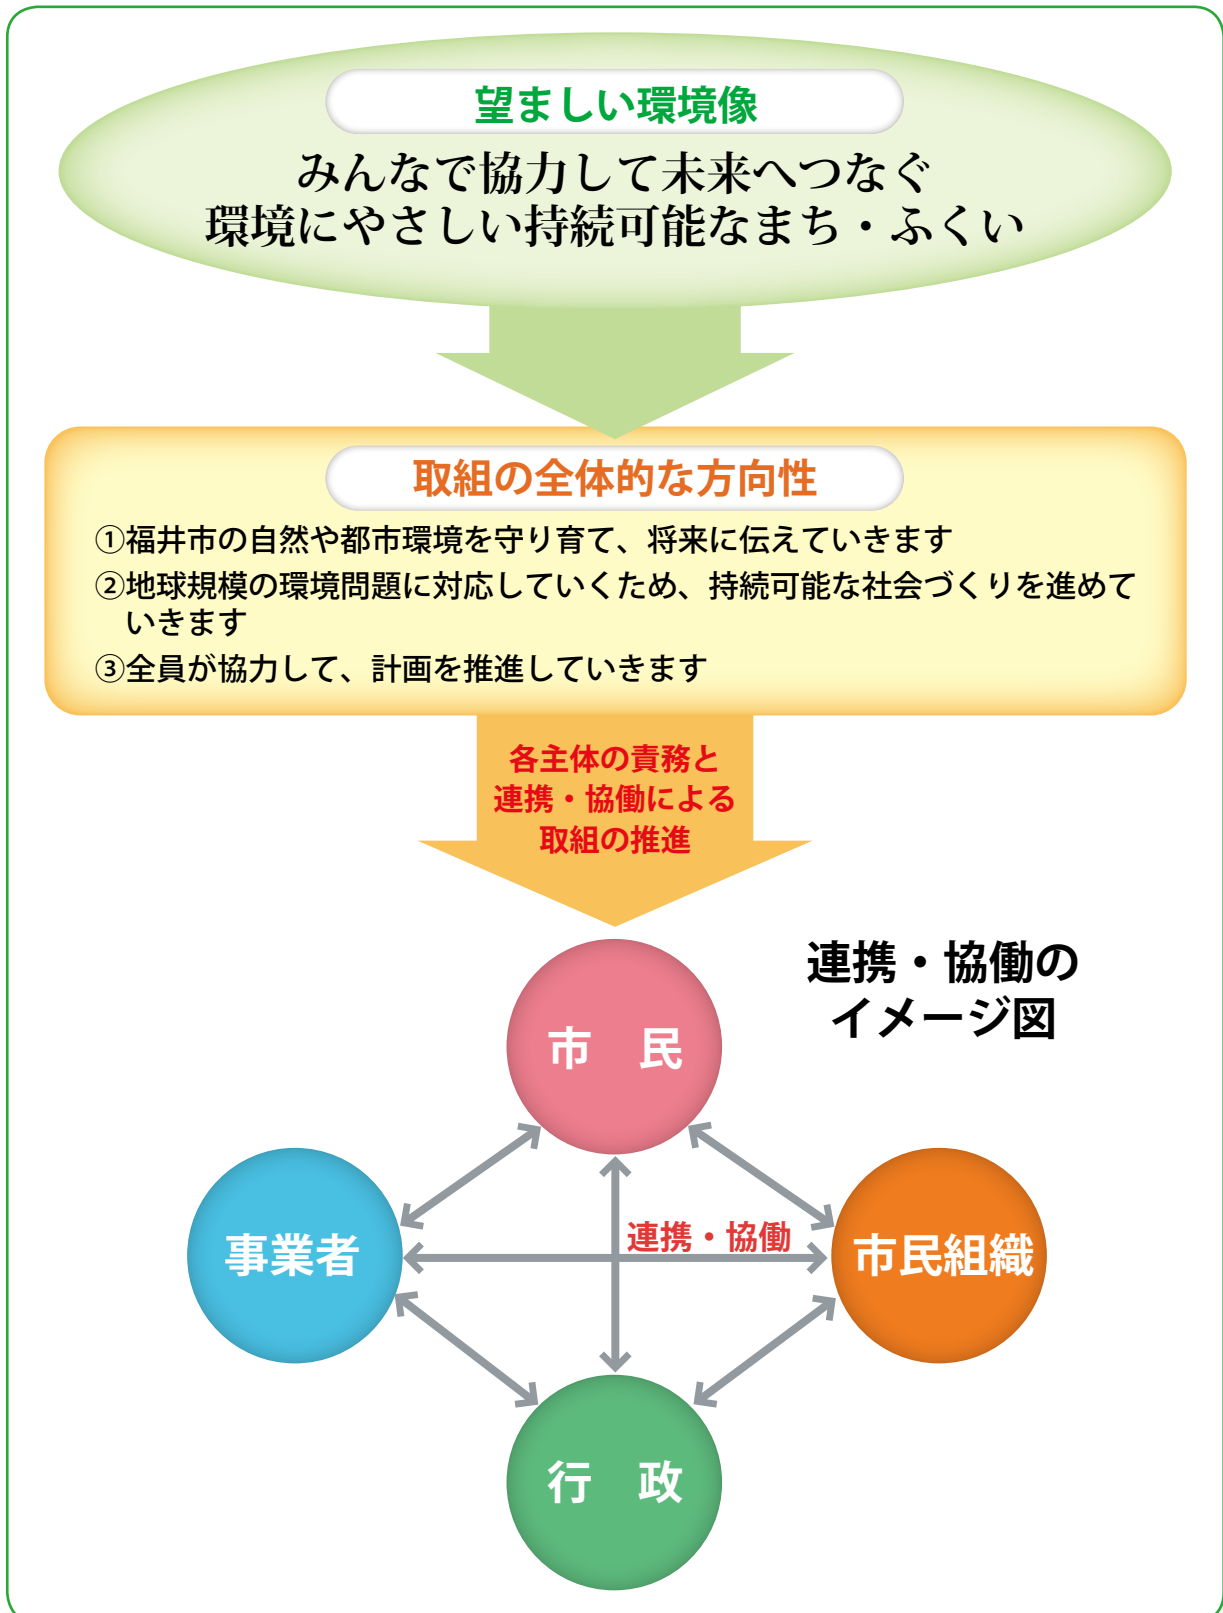 望ましい環境像
みんなで協力して未来へつなぐ
環境にやさしい持続可能なまち・ふくい
取組の全体的な方向性
①福井市の自然や都市環境を守り育て、将来に伝えていきます
②地球規模の環境問題に対応していくため、持続可能な社会づくりを進めて
いきます
③全員が協力して、計画を推進していきます
各主体の責務と
連携・協働による
取組の推進
連携・協働の
イメージ図
市　民
連携・協働
事業者
市民組織
行　政